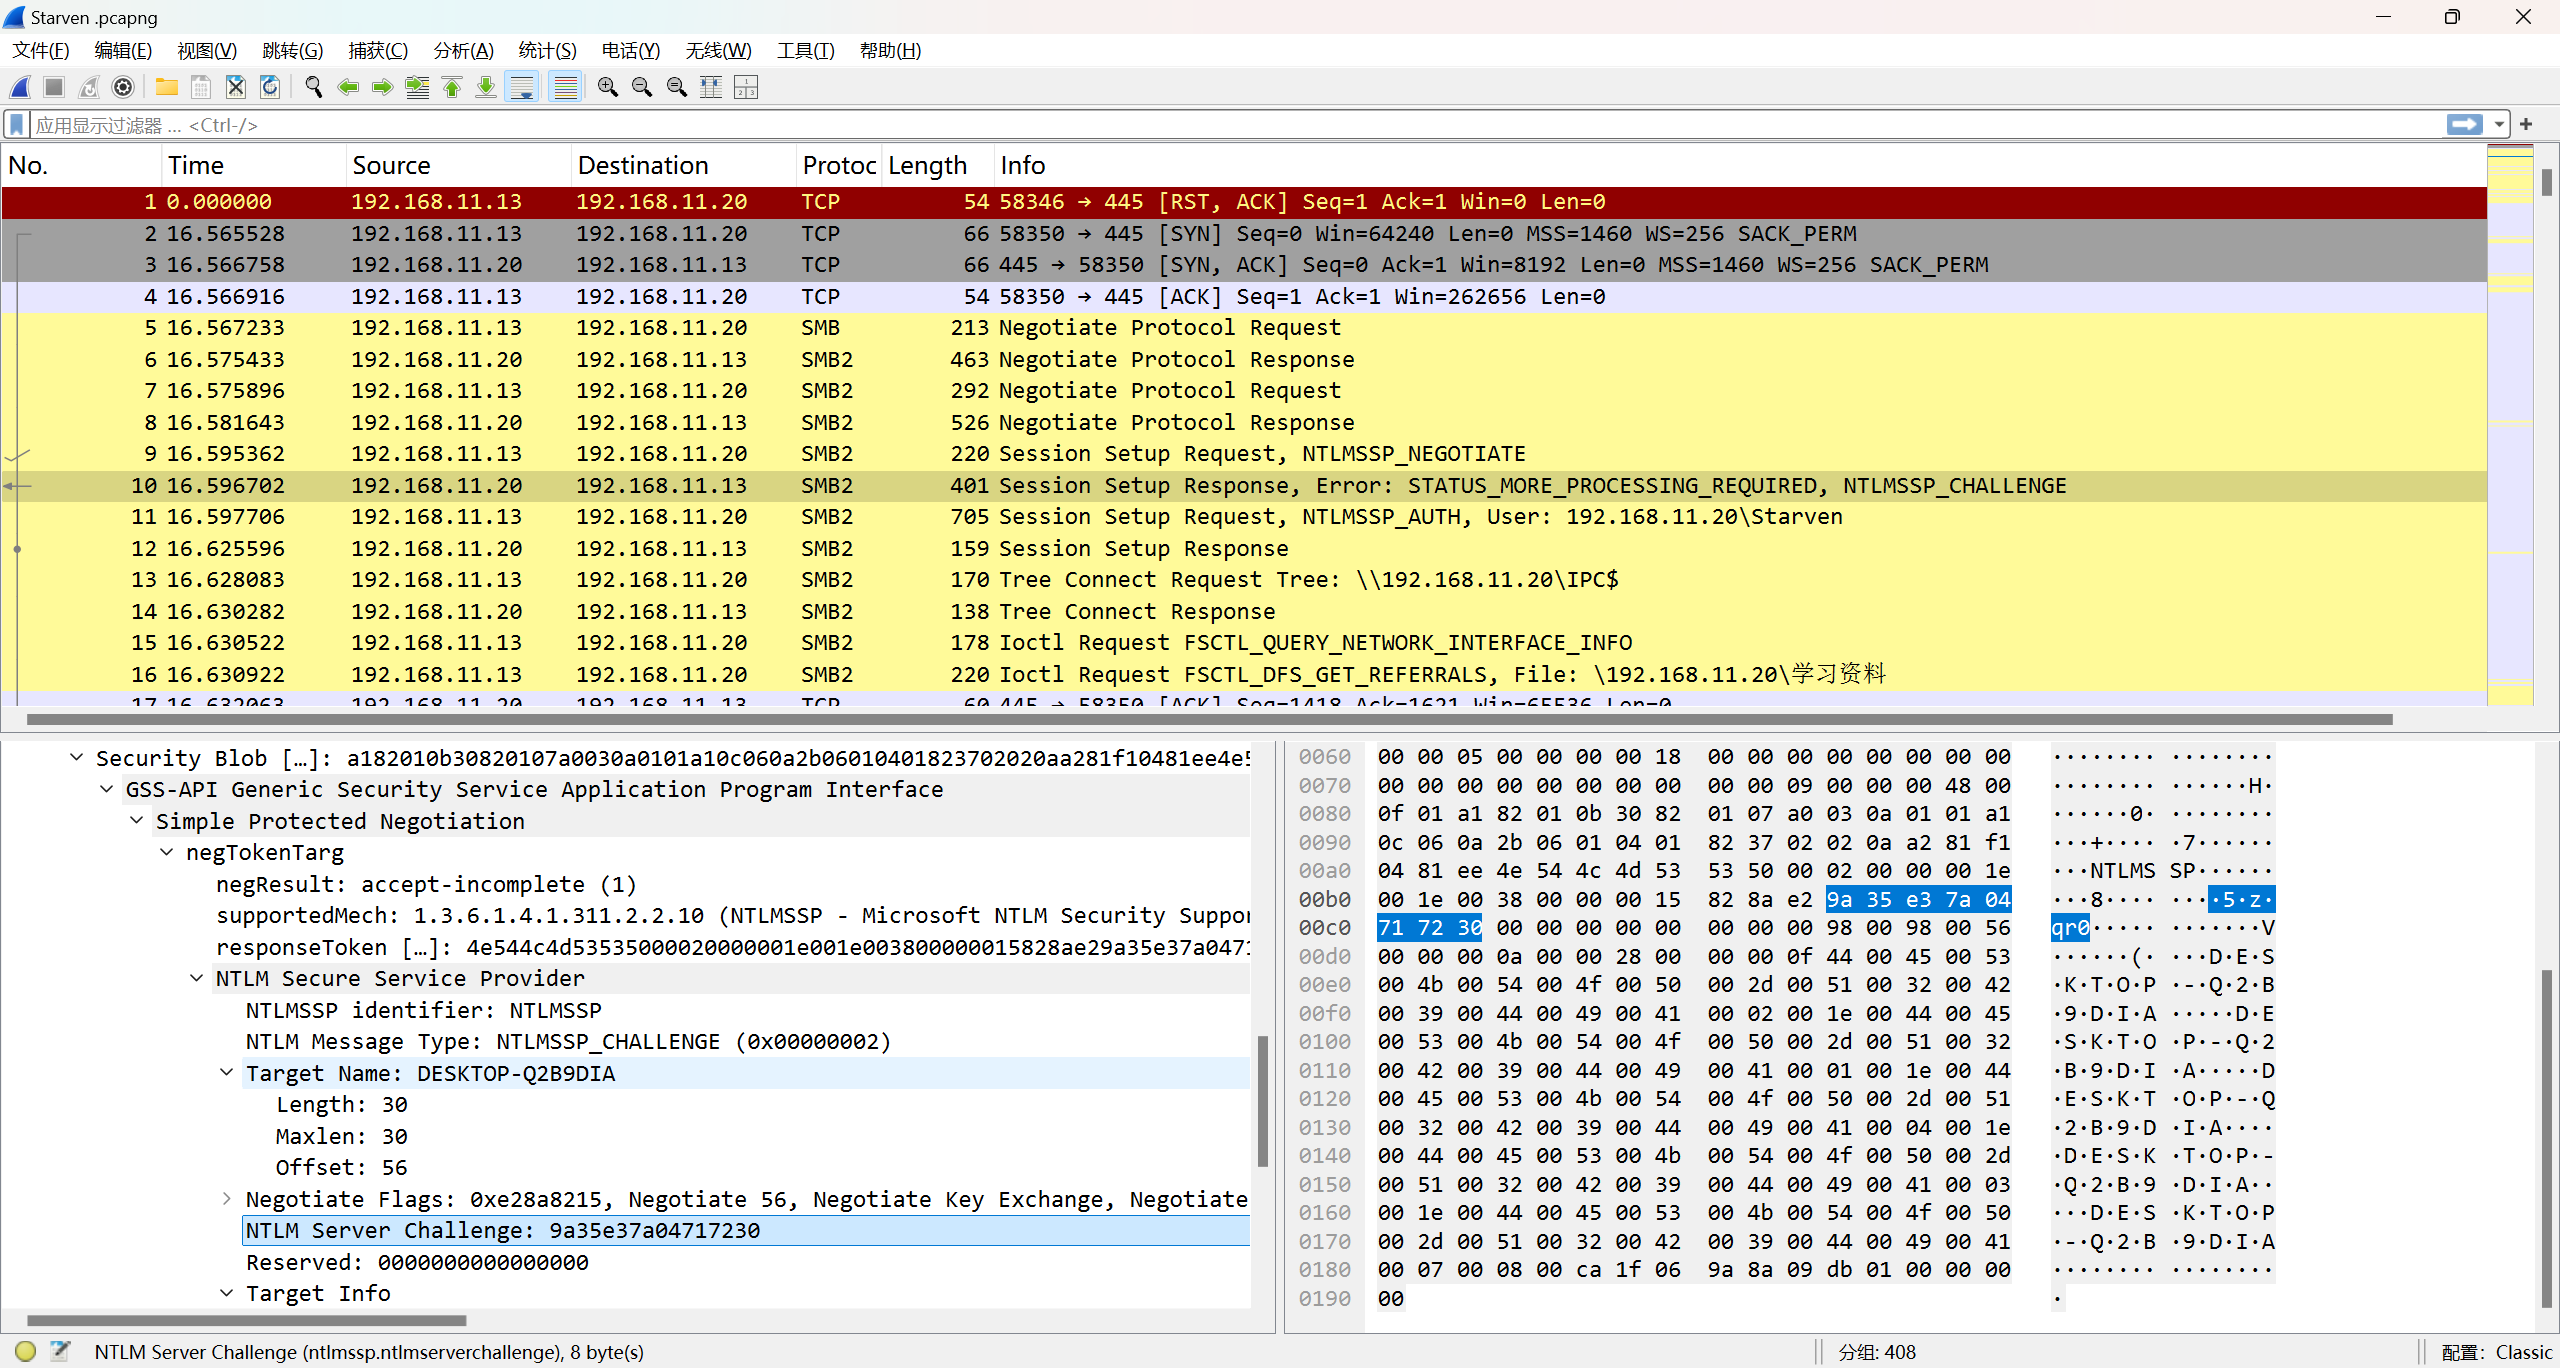 Starven .pcapng
文件(F) 编辑(E) 视图(V) 跳转(G) 捕获(C) 分析(A) 统计(S) 电话(Y) 无线(W) 工具(T) 帮助(H)
应用显示过滤器 … <Ctrl-/>
No. Time Source Destination Protoc Length Info
1 0.000000 192.168.11.13 192.168.11.20 TCP 54 58346 → 445 [RST, ACK] Seq=1 Ack=1 Win=0 Len=0
2 16.565528 192.168.11.13 192.168.11.20 TCP 66 58350 → 445 [SYN] Seq=0 Win=64240 Len=0 MSS=1460 WS=256 SACK_PERM
3 16.566758 192.168.11.20 192.168.11.13 TCP 66 445 → 58350 [SYN, ACK] Seq=0 Ack=1 Win=8192 Len=0 MSS=1460 WS=256 SACK_PERM
4 16.566916 192.168.11.13 192.168.11.20 TCP 54 58350 → 445 [ACK] Seq=1 Ack=1 Win=262656 Len=0
5 16.567233 192.168.11.13 192.168.11.20 SMB 213 Negotiate Protocol Request
6 16.575433 192.168.11.20 192.168.11.13 SMB2 463 Negotiate Protocol Response
7 16.575896 192.168.11.13 192.168.11.20 SMB2 292 Negotiate Protocol Request
8 16.581643 192.168.11.20 192.168.11.13 SMB2 526 Negotiate Protocol Response
9 16.595362 192.168.11.13 192.168.11.20 SMB2 220 Session Setup Request, NTLMSSP_NEGOTIATE
10 16.596702 192.168.11.20 192.168.11.13 SMB2 401 Session Setup Response, Error: STATUS_MORE_PROCESSING_REQUIRED, NTLMSSP_CHALLENGE
11 16.597706 192.168.11.13 192.168.11.20 SMB2 705 Session Setup Request, NTLMSSP_AUTH, User: 192.168.11.20\Starven
12 16.625596 192.168.11.20 192.168.11.13 SMB2 159 Session Setup Response
13 16.628083 192.168.11.13 192.168.11.20 SMB2 170 Tree Connect Request Tree: \\192.168.11.20\IPC$
14 16.630282 192.168.11.20 192.168.11.13 SMB2 138 Tree Connect Response
15 16.630522 192.168.11.13 192.168.11.20 SMB2 178 Ioctl Request FSCTL_QUERY_NETWORK_INTERFACE_INFO
16 16.630922 192.168.11.13 192.168.11.20 SMB2 220 Ioctl Request FSCTL_DFS_GET_REFERRALS, File: \192.168.11.20\学习资料
17 16.632063 192.168.11.20 192.168.11.13 TCP 60 445 → 58350 [ACK] Seq=1418 Ack=1621 Win=65536 Len=0
Security Blob […]: a182010b30820107a0030a0101a10c060a2b06010401823702020aa281f10481ee4e5
GSS-API Generic Security Service Application Program Interface
Simple Protected Negotiation
negTokenTarg
negResult: accept-incomplete (1)
supportedMech: 1.3.6.1.4.1.311.2.2.10 (NTLMSSP - Microsoft NTLM Security Suppor
responseToken […]: 4e544c4d53535000020000001e001e003800000015828ae29a35e37a0471
NTLM Secure Service Provider
NTLMSSP identifier: NTLMSSP
NTLM Message Type: NTLMSSP_CHALLENGE (0x00000002)
Target Name: DESKTOP-Q2B9DIA
Length: 30
Maxlen: 30
Offset: 56
Negotiate Flags: 0xe28a8215, Negotiate 56, Negotiate Key Exchange, Negotiate
NTLM Server Challenge: 9a35e37a04717230
Reserved: 0000000000000000
Target Info
0060 00 00 05 00 00 00 00 18 00 00 00 00 00 00 00 00 ········ ········
0070 00 00 00 00 00 00 00 00 00 00 09 00 00 00 48 00 ········ ······H·
0080 0f 01 a1 82 01 0b 30 82 01 07 a0 03 0a 01 01 a1 ······0· ········
0090 0c 06 0a 2b 06 01 04 01 82 37 02 02 0a a2 81 f1 ···+···· ·7······
00a0 04 81 ee 4e 54 4c 4d 53 53 50 00 02 00 00 00 1e ···NTLMS SP······
00b0 00 1e 00 38 00 00 00 15 82 8a e2 9a 35 e3 7a 04 ···8···· ····5·z·
00c0 71 72 30 00 00 00 00 00 00 00 00 98 00 98 00 56 qr0····· ·······V
00d0 00 00 00 0a 00 00 28 00 00 00 0f 44 00 45 00 53 ······(· ···D·E·S
00e0 00 4b 00 54 00 4f 00 50 00 2d 00 51 00 32 00 42 ·K·T·O·P ·-·Q·2·B
00f0 00 39 00 44 00 49 00 41 00 02 00 1e 00 44 00 45 ·9·D·I·A ·····D·E
0100 00 53 00 4b 00 54 00 4f 00 50 00 2d 00 51 00 32 ·S·K·T·O ·P·-·Q·2
0110 00 42 00 39 00 44 00 49 00 41 00 01 00 1e 00 44 ·B·9·D·I ·A·····D
0120 00 45 00 53 00 4b 00 54 00 4f 00 50 00 2d 00 51 ·E·S·K·T ·O·P·-·Q
0130 00 32 00 42 00 39 00 44 00 49 00 41 00 04 00 1e ·2·B·9·D ·I·A····
0140 00 44 00 45 00 53 00 4b 00 54 00 4f 00 50 00 2d ·D·E·S·K ·T·O·P·-
0150 00 51 00 32 00 42 00 39 00 44 00 49 00 41 00 03 ·Q·2·B·9 ·D·I·A··
0160 00 1e 00 44 00 45 00 53 00 4b 00 54 00 4f 00 50 ···D·E·S ·K·T·O·P
0170 00 2d 00 51 00 32 00 42 00 39 00 44 00 49 00 41 ·-·Q·2·B ·9·D·I·A
0180 00 07 00 08 00 ca 1f 06 9a 8a 09 db 01 00 00 00 ········ ········
0190 00 ·
NTLM Server Challenge (ntlmssp.ntlmserverchallenge), 8 byte(s) 分组: 408 配置: Classic